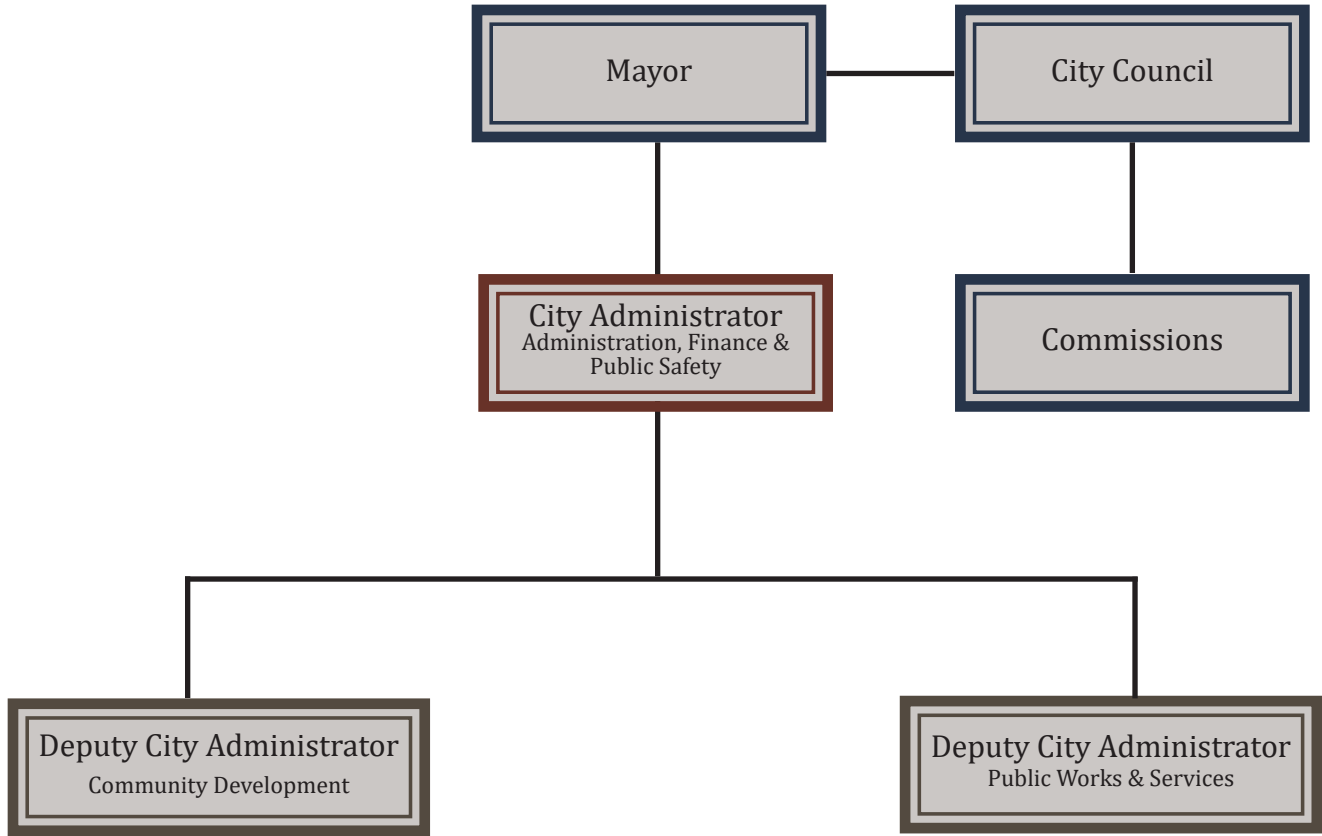 Mayor
City Council
City Administrator
Administration, Finance &
Public Safety
Commissions
Deputy City Administrator
Community Development
Deputy City Administrator
Public Works & Services